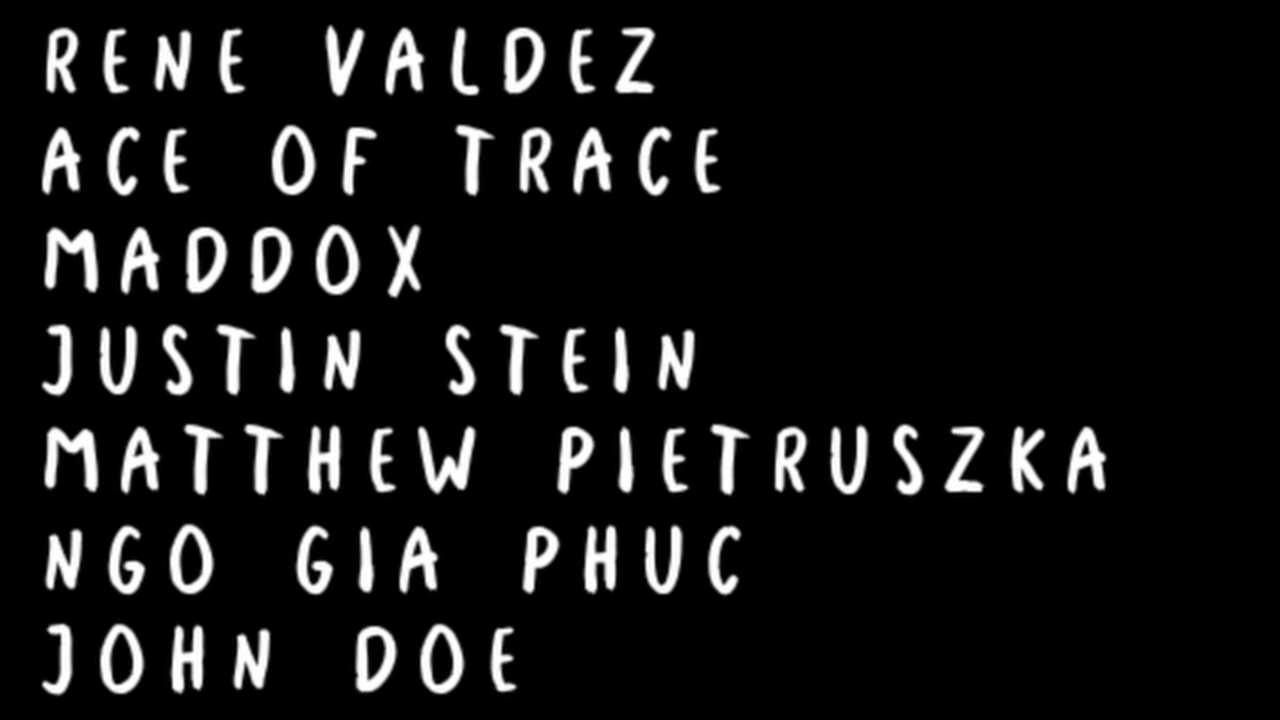 RENE VALDEZ
ACE OF TRACE
MADDOX
JUSTIN STEIN
MATTHEW PIETRUSZKA
NGO GIA PHUC
JOHN DOE